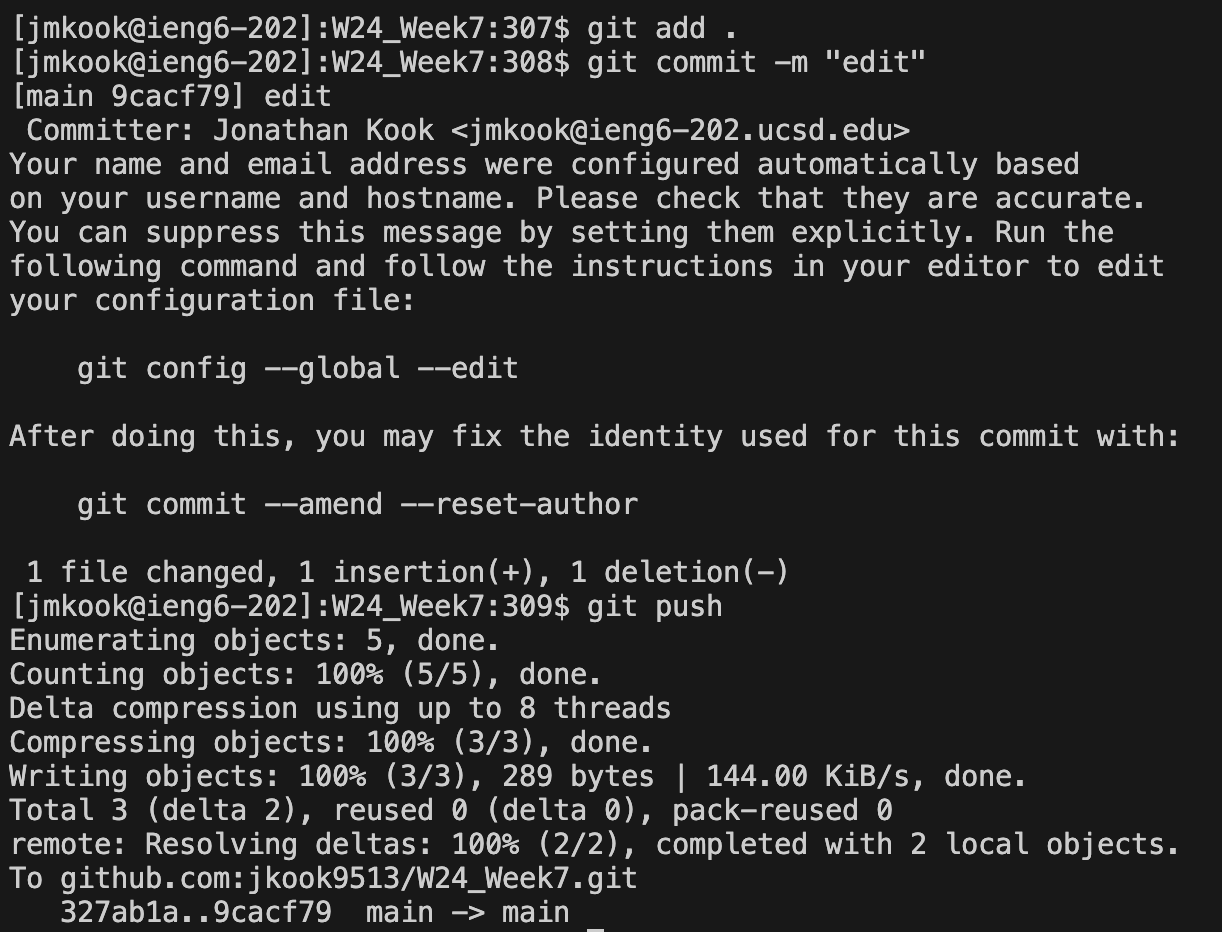 [jmkook@ieng6-202]:W24_Week7:307$ git add .
[jmkook@ieng6-202]:W24_Week7:308$ git commit -m "edit"
[main 9cacf79] edit
 Committer: Jonathan Kook <jmkook@ieng6-202.ucsd.edu>
Your name and email address were configured automatically based
on your username and hostname. Please check that they are accurate.
You can suppress this message by setting them explicitly. Run the
following command and follow the instructions in your editor to edit
your configuration file:

    git config --global --edit

After doing this, you may fix the identity used for this commit with:

    git commit --amend --reset-author

 1 file changed, 1 insertion(+), 1 deletion(-)
[jmkook@ieng6-202]:W24_Week7:309$ git push
Enumerating objects: 5, done.
Counting objects: 100% (5/5), done.
Delta compression using up to 8 threads
Compressing objects: 100% (3/3), done.
Writing objects: 100% (3/3), 289 bytes | 144.00 KiB/s, done.
Total 3 (delta 2), reused 0 (delta 0), pack-reused 0
remote: Resolving deltas: 100% (2/2), completed with 2 local objects.
To github.com:jkook9513/W24_Week7.git
   327ab1a..9cacf79  main -> main